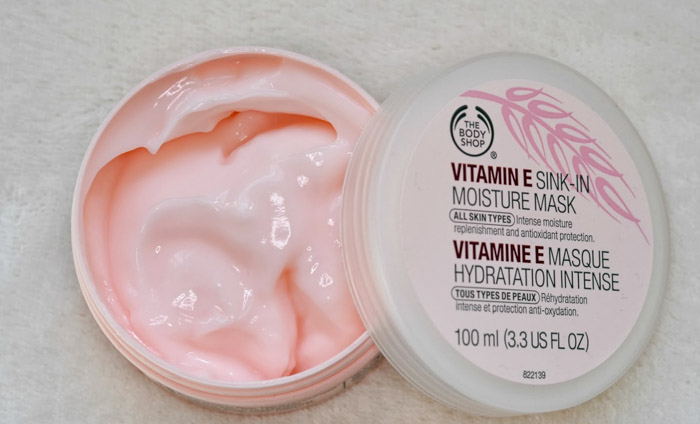 THE
BODY
SHOP
®
VITAMIN E SINK-IN
MOISTURE MASK
ALL SKIN TYPES Intense moisture
replenishment and antioxidant protection.
VITAMINE E MASQUE
HYDRATATION INTENSE
TOUS TYPES DE PEAUX Réhydratation
intense et protection anti-oxydation.
100 ml (3.3 US FL OZ)
822139